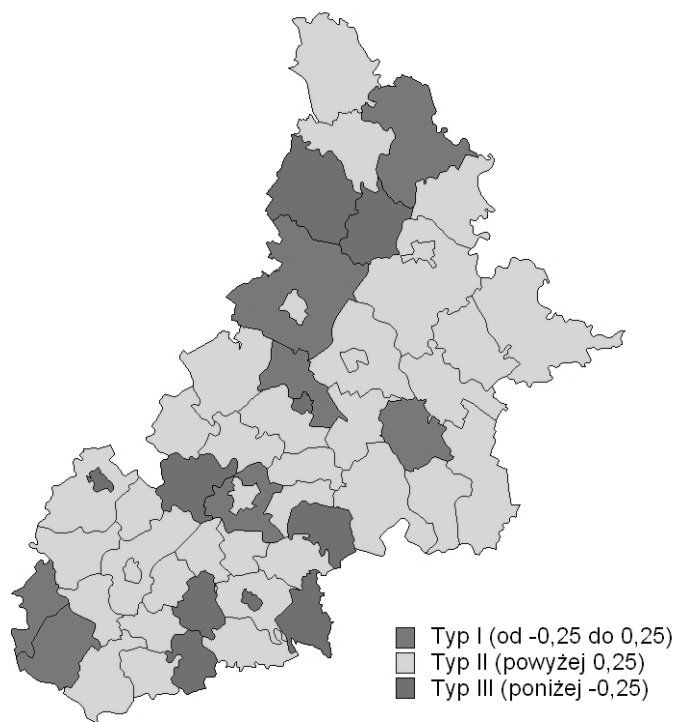 Typ I (od -0,25 do 0,25)
Typ II (powyżej 0,25)
Typ III (poniżej -0,25)